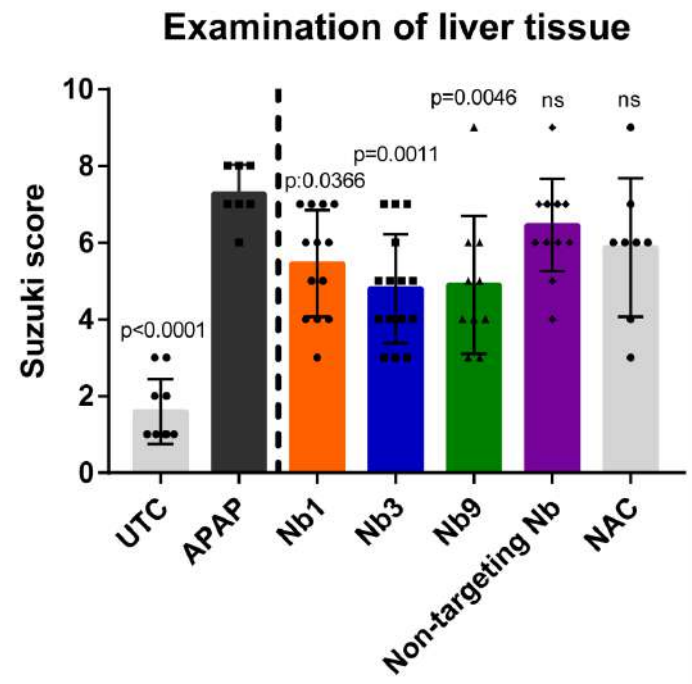 Examination of liver tissue
Suzuki score
10
8
6
4
2
0
p<0.0001
p:0.0366
p=0.0011
p=0.0046
ns
ns
UTC
APAP
Nb1
Nb3
Nb9
Non-targeting Nb
NAC